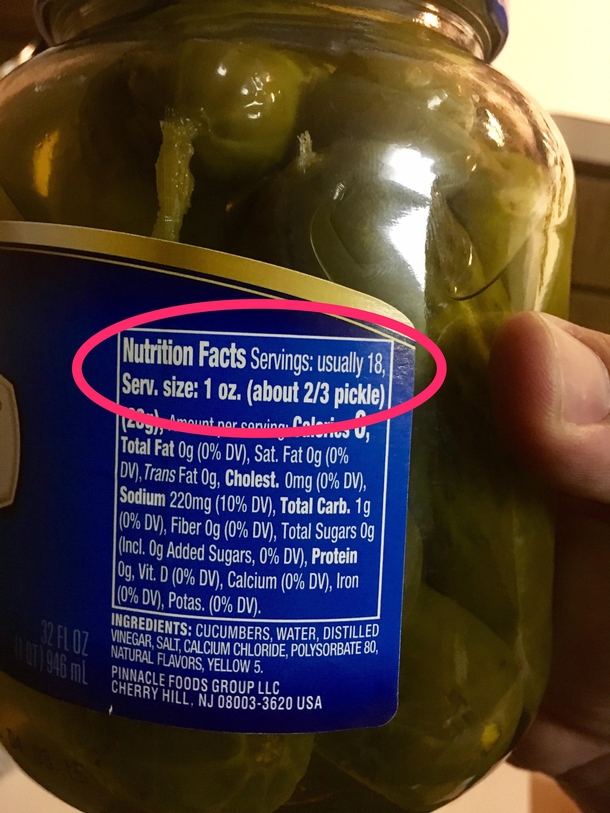 Nutrition Facts Servings: usually 18,
Serv. size: 1 oz. (about 2/3 pickle)
(28g), Amount per serving: Calories 0,
Total Fat 0g (0% DV), Sat. Fat 0g (0%
DV), Trans Fat 0g, Cholest. 0mg (0% DV),
Sodium 220mg (10% DV), Total Carb. 1g
(0% DV), Fiber 0g (0% DV), Total Sugars 0g
(Incl. 0g Added Sugars, 0% DV), Protein
0g, Vit. D (0% DV), Calcium (0% DV), Iron
(0% DV), Potas. (0% DV).
INGREDIENTS: CUCUMBERS, WATER, DISTILLED
VINEGAR, SALT, CALCIUM CHLORIDE, POLYSORBATE 80,
NATURAL FLAVORS, YELLOW 5.
PINNACLE FOODS GROUP LLC
CHERRY HILL, NJ 08003-3620 USA
32 FL OZ
(1 QT) 946 mL